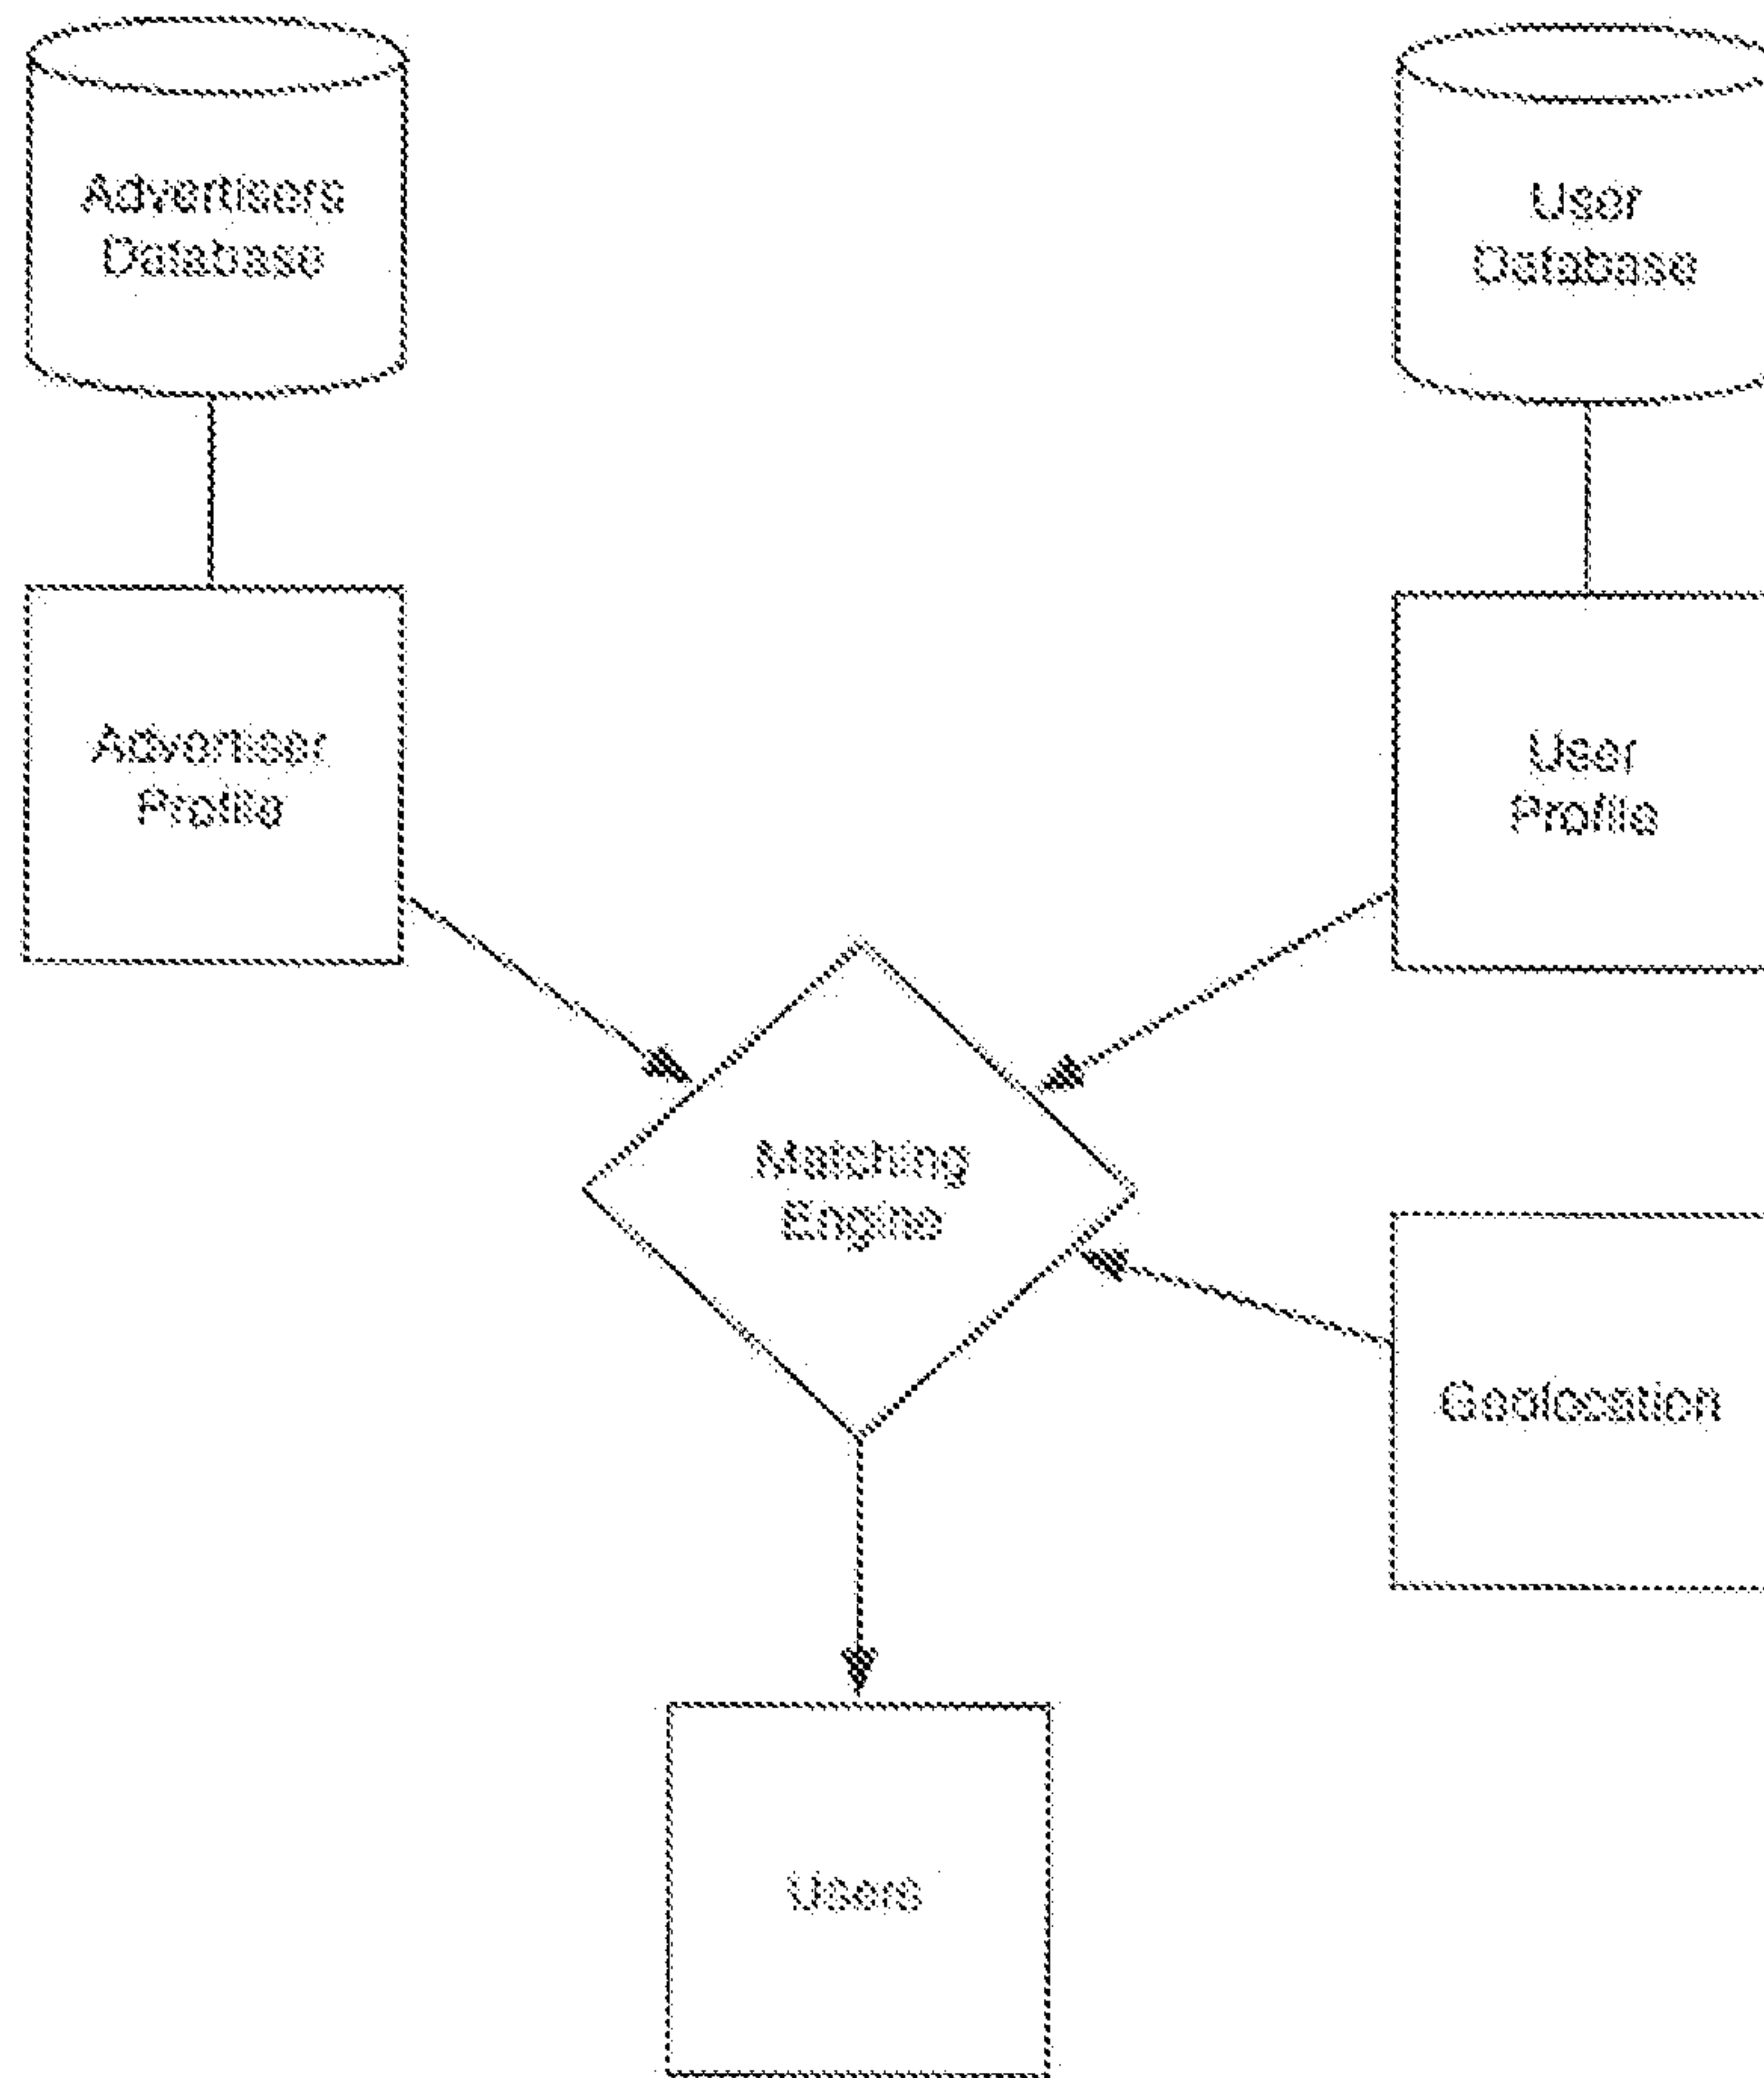 Advertisers
Database
User
Database
Advertiser
Profile
User
Profile
Matching
Engine
Geolocation
Users